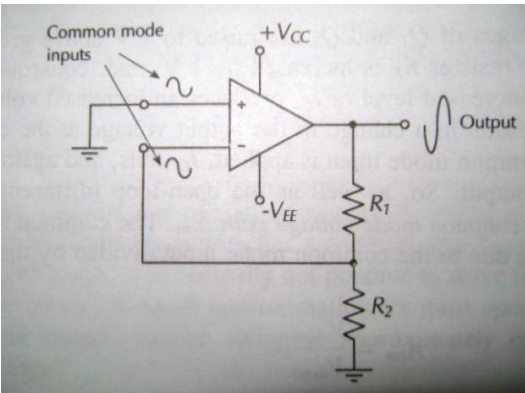 Common mode
inputs
+VCC
+
-
Output
-VEE
R1
R2